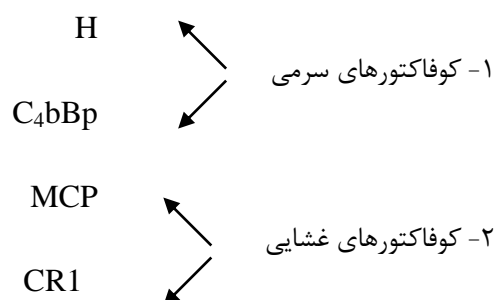 H
۱- کوفاکتورهای سرمی
C₄bBp
MCP
۲- کوفاکتورهای غشایی
CR1